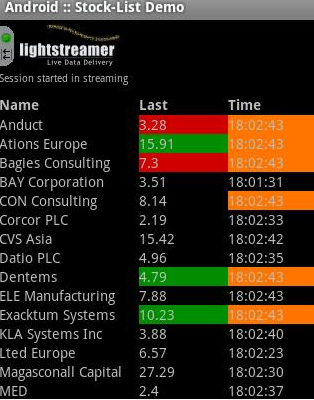 Android :: Stock-List Demo
lightstreamer
Live Data Delivery
Session started in streaming
Name Last Time
Anduct 3.28 18:02:43
Ations Europe 15.91 18:02:43
Bagies Consulting 7.3 18:02:43
BAY Corporation 3.51 18:01:31
CON Consulting 8.14 18:02:43
Corcor PLC 2.19 18:02:33
CVS Asia 15.42 18:02:42
Datio PLC 4.96 18:02:35
Dentems 4.79 18:02:43
ELE Manufacturing 7.88 18:02:43
Exacktum Systems 10.23 18:02:43
KLA Systems Inc 3.88 18:02:40
Lted Europe 6.57 18:02:23
Magasconall Capital 27.29 18:02:30
MED 2.4 18:02:37